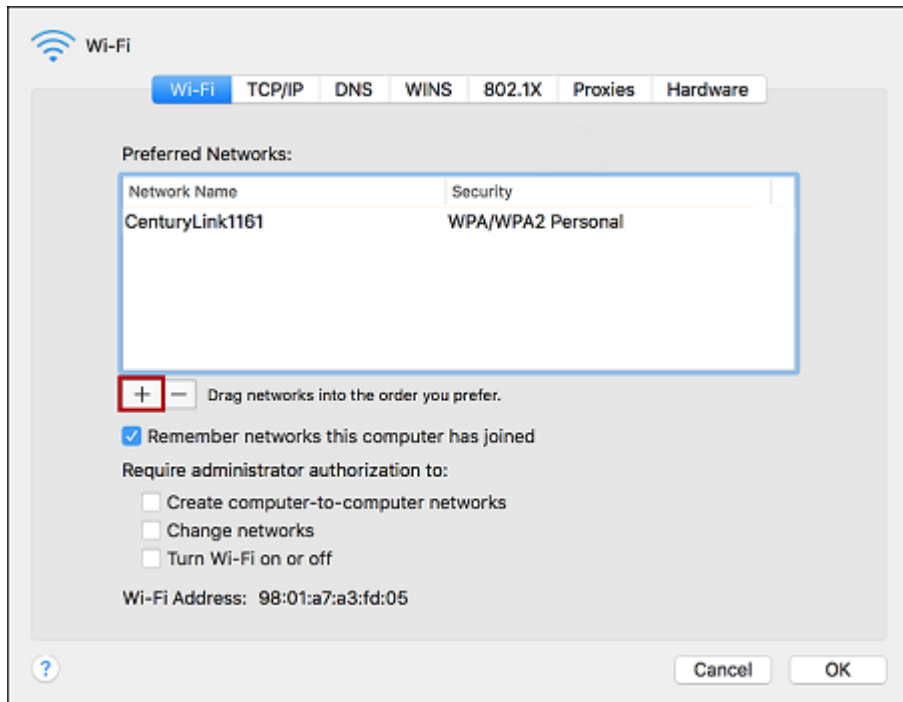 Wi-Fi
Wi-Fi TCP/IP DNS WINS 802.1X Proxies Hardware
Preferred Networks:
Network Name Security
CenturyLink1161 WPA/WPA2 Personal
+ − Drag networks into the order you prefer.
Remember networks this computer has joined
Require administrator authorization to:
Create computer-to-computer networks
Change networks
Turn Wi-Fi on or off
Wi-Fi Address: 98:01:a7:a3:fd:05
? Cancel OK